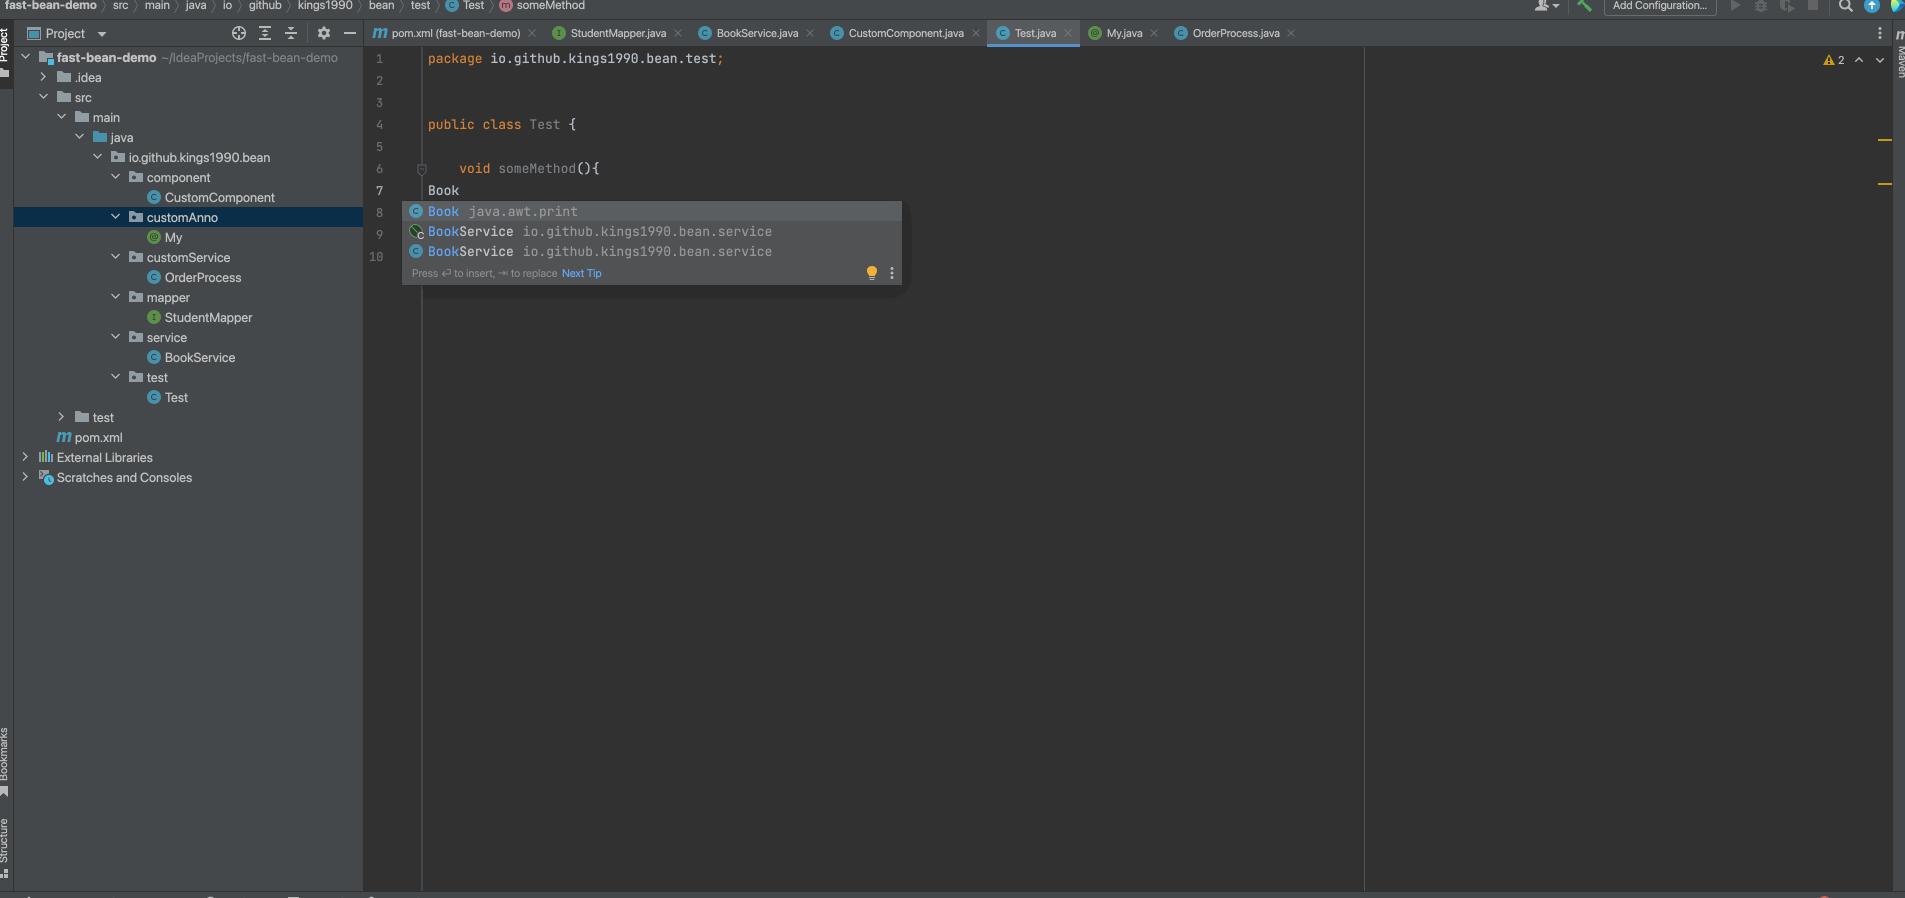 fast-bean-demo src main java io github kings1990 bean test Test someMethod
Add Configuration...
Project
Project
fast-bean-demo ~/IdeaProjects/fast-bean-demo
.idea
src
main
java
io.github.kings1990.bean
component
CustomComponent
customAnno
My
customService
OrderProcess
mapper
StudentMapper
service
BookService
test
Test
test
pom.xml
External Libraries
Scratches and Consoles
Bookmarks
Structure
pom.xml (fast-bean-demo)
StudentMapper.java
BookService.java
CustomComponent.java
Test.java
My.java
OrderProcess.java
Maven
2
1 package io.github.kings1990.bean.test;
2
3
4 public class Test {
5
6 void someMethod(){
7 Book
8
9
10
Book java.awt.print
BookService io.github.kings1990.bean.service
BookService io.github.kings1990.bean.service
Press ↩ to insert, ⇥ to replace Next Tip